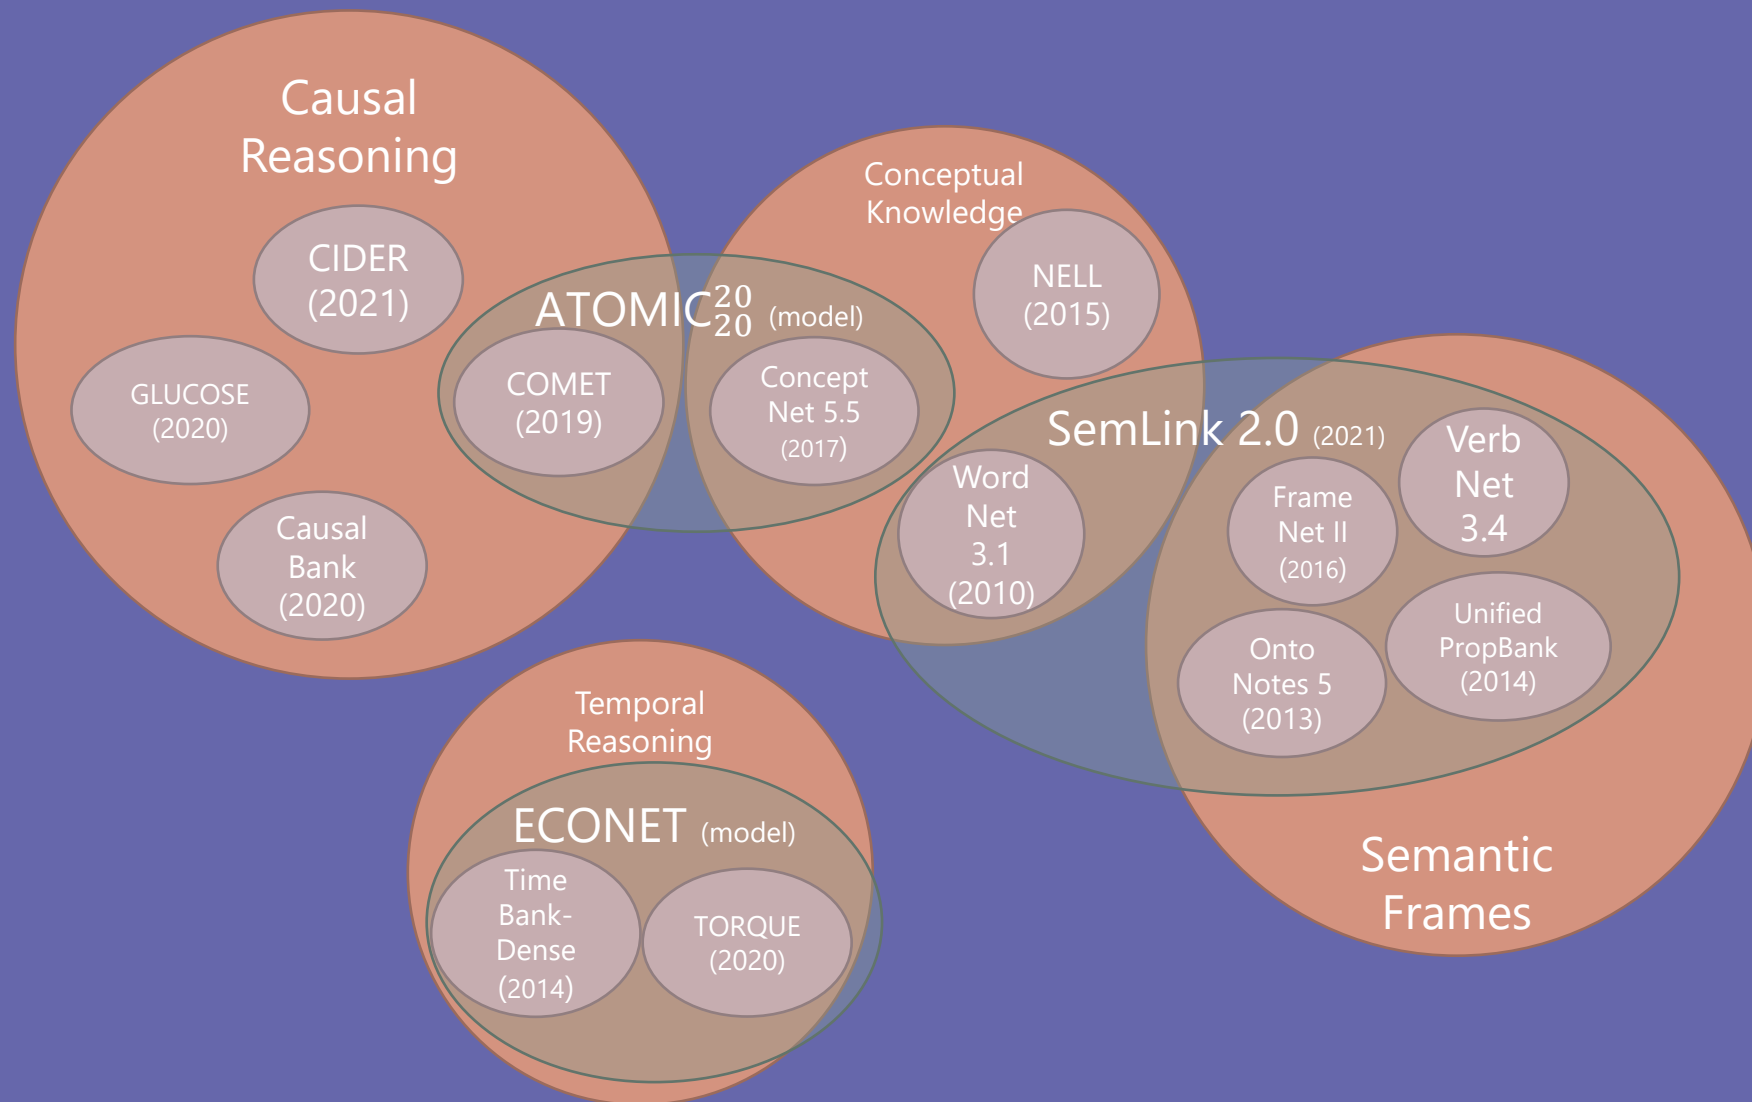 Causal
Reasoning
CIDER
(2021)
GLUCOSE
(2020)
Causal
Bank
(2020)
ATOMIC 20 20 (model)
COMET
(2019)
Concept
Net 5.5
(2017)
Conceptual
Knowledge
NELL
(2015)
SemLink 2.0 (2021)
Word
Net
3.1
(2010)
Frame
Net II
(2016)
Verb
Net
3.4
Onto
Notes 5
(2013)
Unified
PropBank
(2014)
Semantic
Frames
Temporal
Reasoning
ECONET (model)
Time
Bank-
Dense
(2014)
TORQUE
(2020)